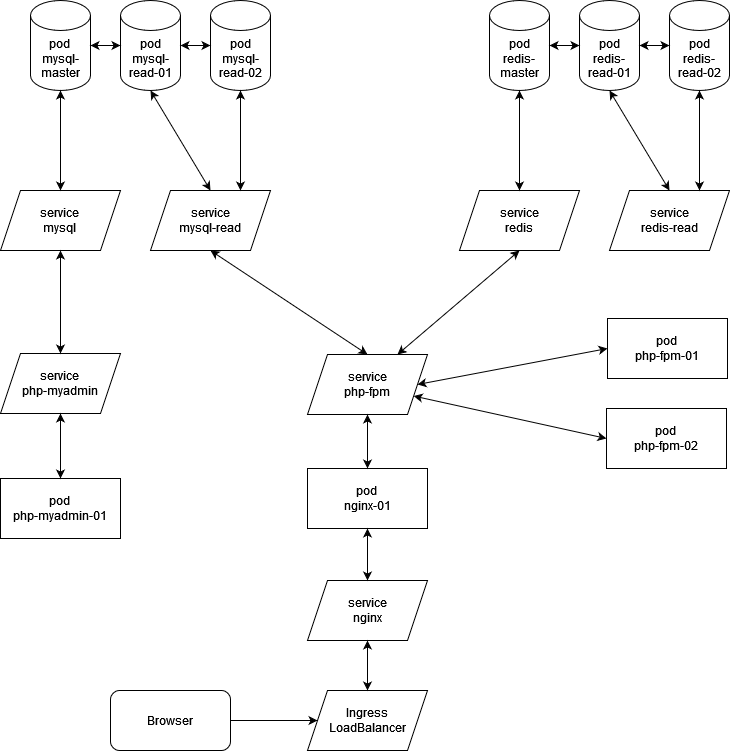 pod
mysql-
master
pod
mysql-
read-01
pod
mysql-
read-02
pod
redis-
master
pod
redis-
read-01
pod
redis-
read-02
service
mysql
service
mysql-read
service
redis
service
redis-read
service
php-myadmin
service
php-fpm
pod
php-fpm-01
pod
php-fpm-02
pod
php-myadmin-01
pod
nginx-01
service
nginx
Browser
Ingress
LoadBalancer